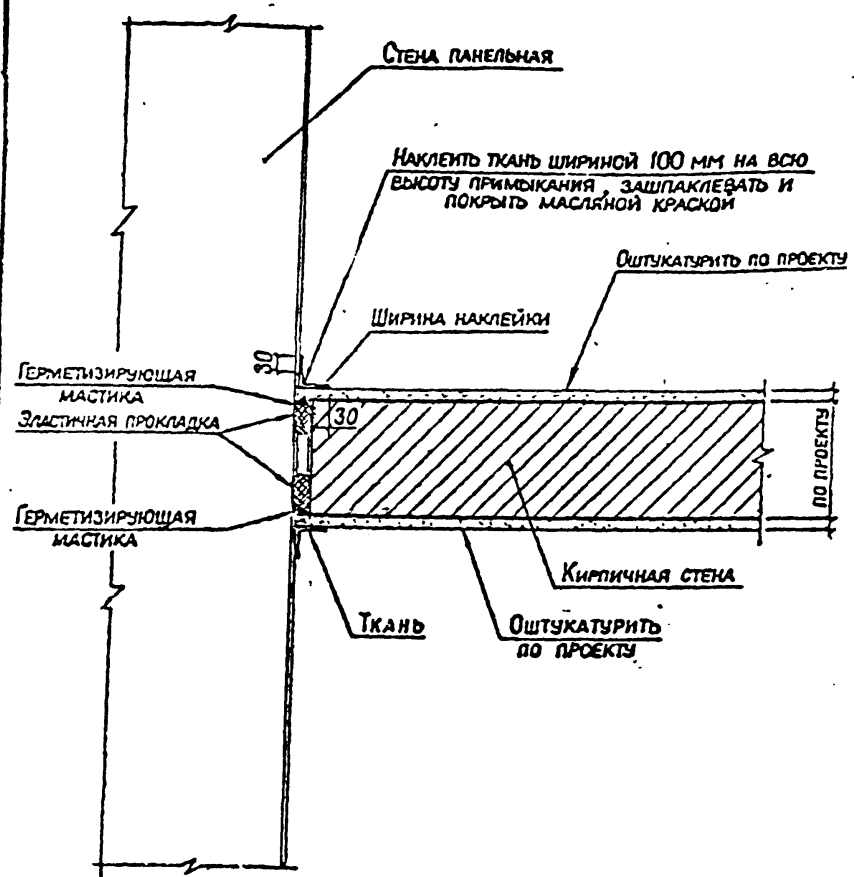 Стена панельная
Наклеить ткань шириной 100 мм на всю
высоту примыкания, зашпаклевать и
покрыть масляной краской
Оштукатурить по проекту
Ширина наклейки
30
Герметизирующая
мастика
Эластичная прокладка
30
по проекту
Герметизирующая
мастика
Кирпичная стена
Ткань
Оштукатурить
по проекту